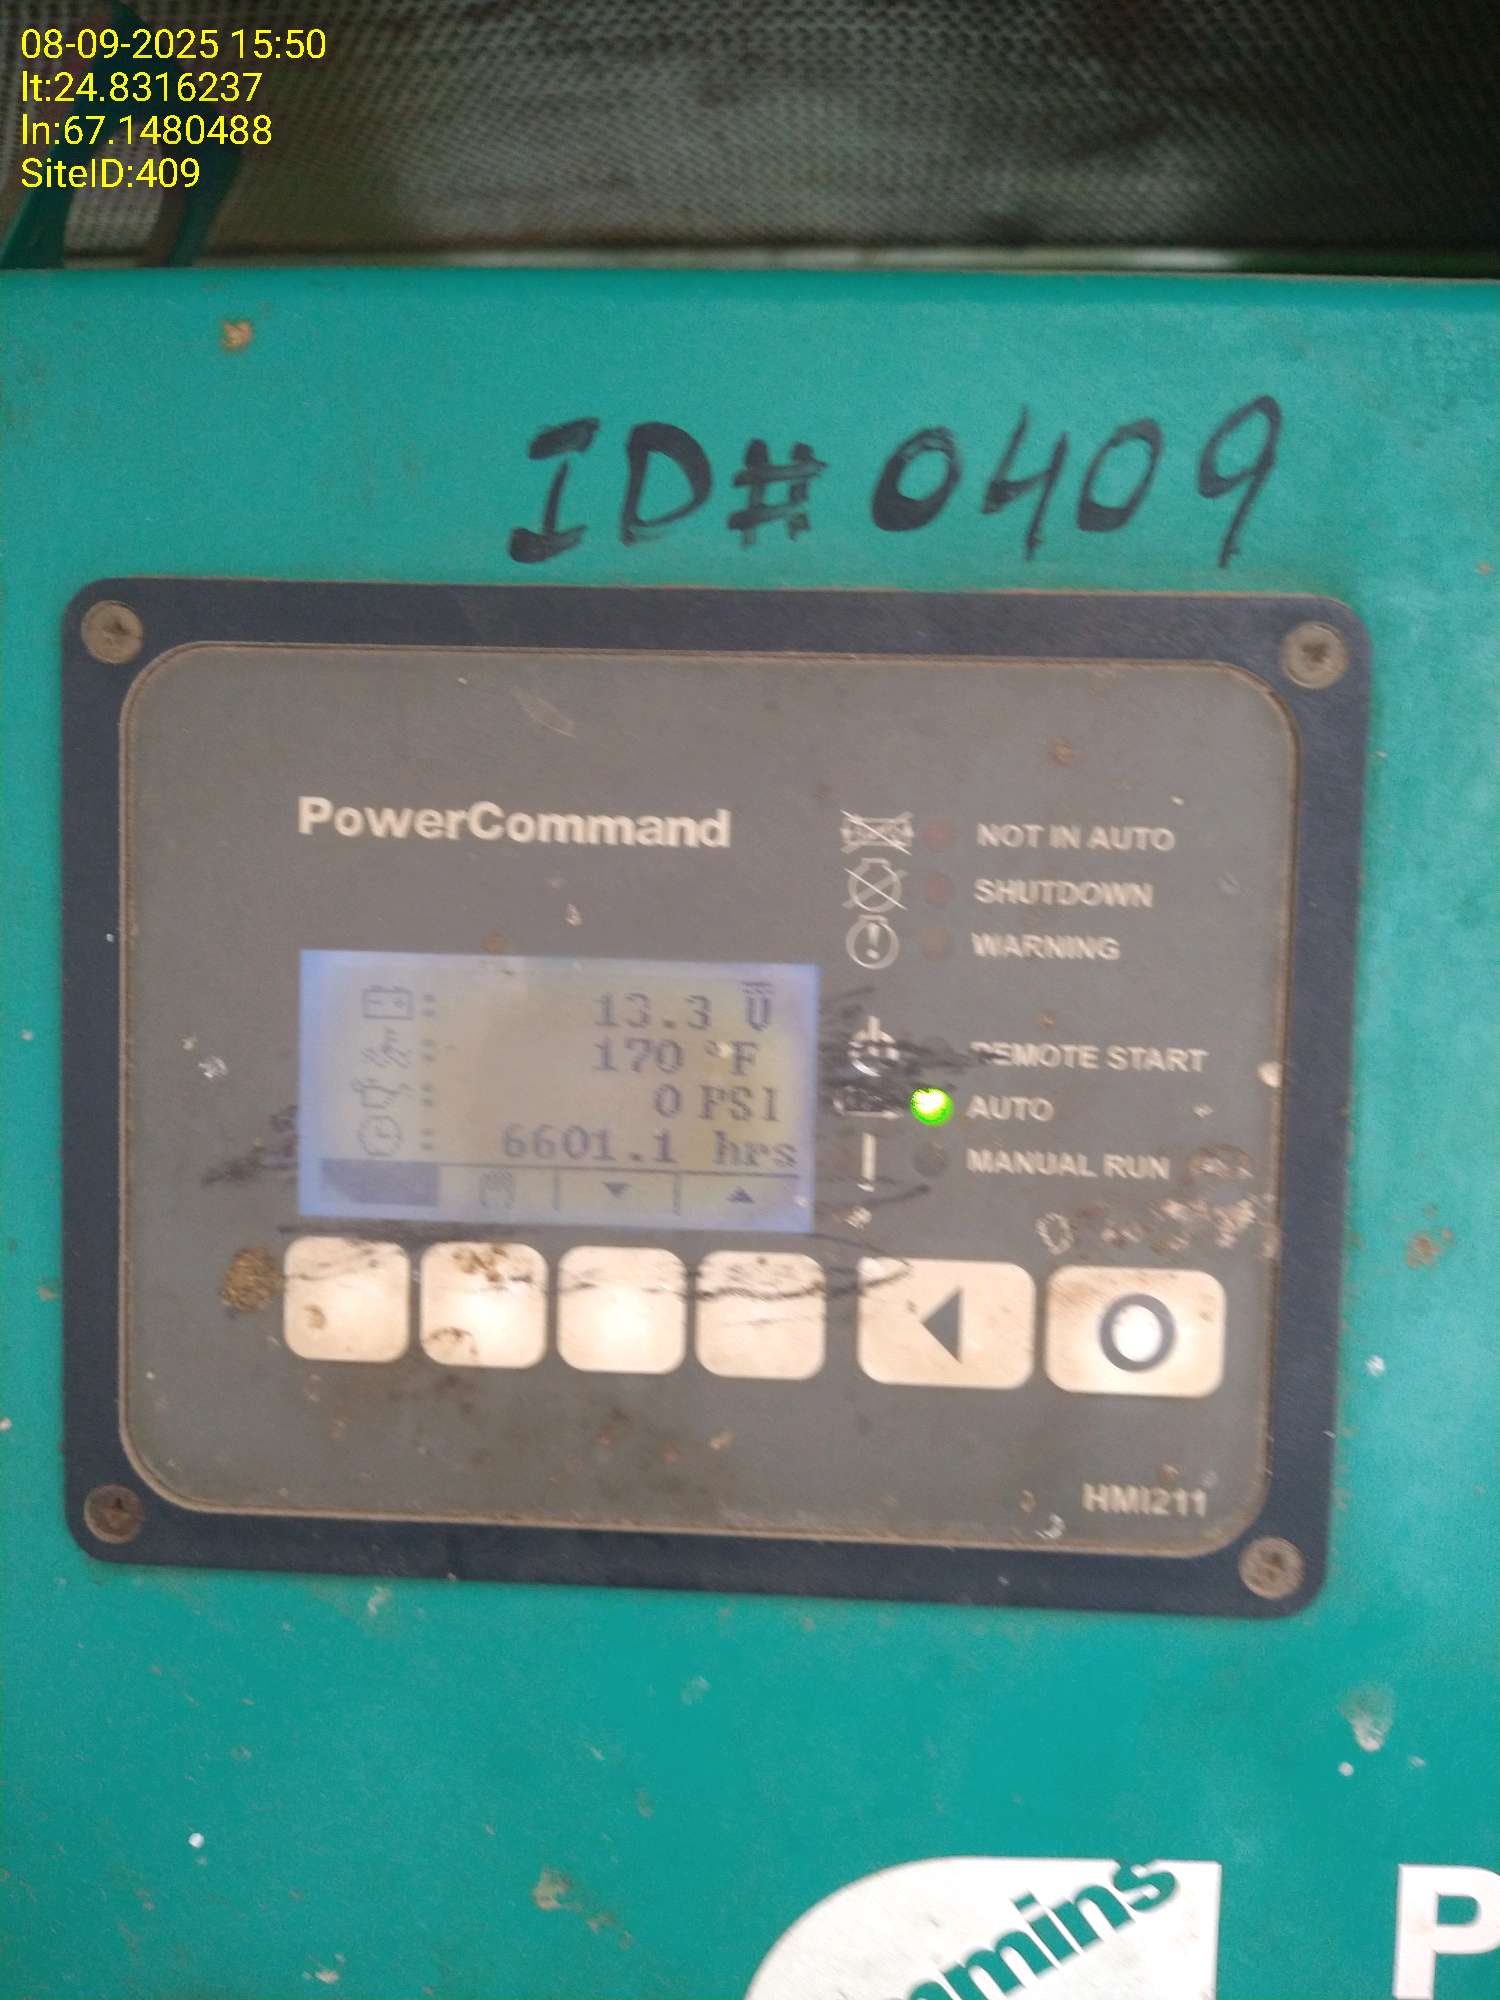 08-09-2025 15:50
lt:24.8316237
ln:67.1480488
SiteID:409
ID#0409
PowerCommand
NOT IN AUTO
SHUTDOWN
WARNING
REMOTE START
AUTO
MANUAL RUN
13.3 V
170 °F
0 PSI
6601.1 hrs
HMI211
mmins
P